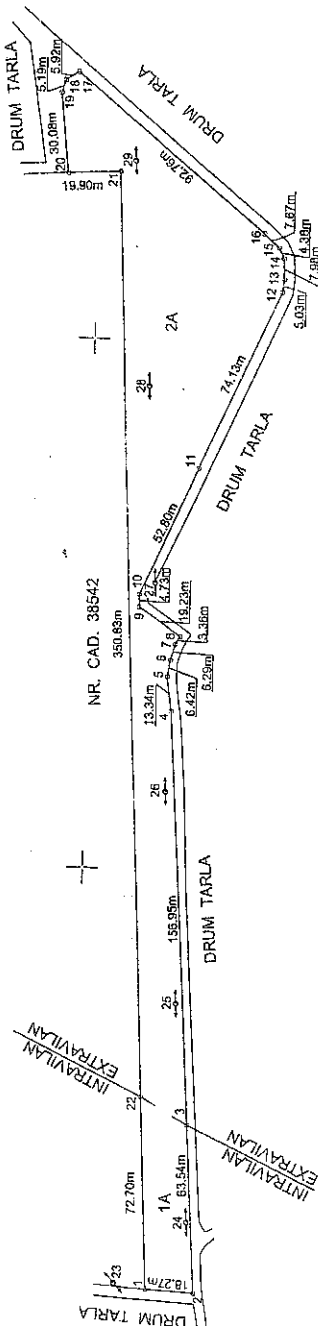 DRUM TARLA
5.92m
5.19m
17
18
19
30.08m
20
19.90m
21
29
DRUM TARLA
92.76m
16
7.67m
15
4.38m
14
7.98m
13
12
5.03m
2A
28
74.13m
11
DRUM TARLA
52.80m
NR. CAD. 38542
350.83m
10
9
27
4.73m
19.23m
8
7
3.36m
6
6.29m
5
6.42m
13.34m
4
26
156.95m
DRUM TARLA
25
INTRAVILAN
EXTRAVILAN
22
3
INTRAVILAN
EXTRAVILAN
72.70m
63.54m
1A
24
23
1
18.27m
2
DRUM TARLA